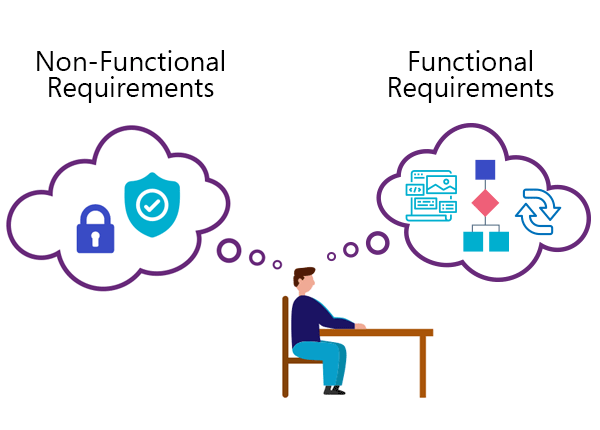 Non-Functional
Requirements
Functional
Requirements